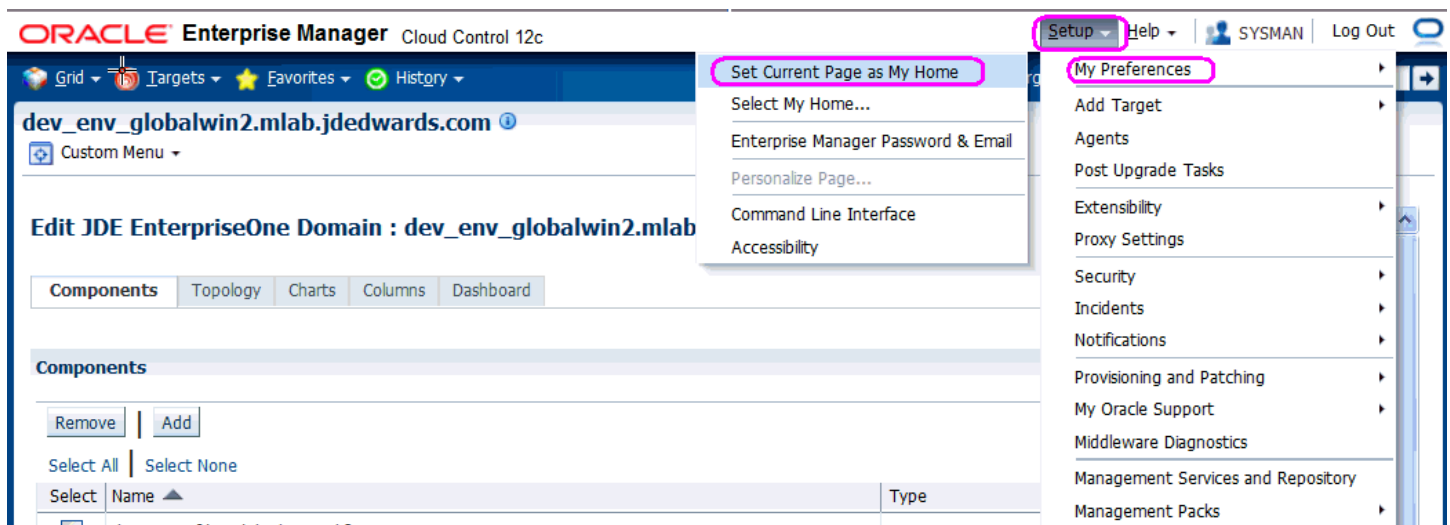 ORACLE Enterprise Manager Cloud Control 12c
Setup Help SYSMAN Log Out
Grid Targets Favorites History
dev_env_globalwin2.mlab.jdedwards.com
Custom Menu
Edit JDE EnterpriseOne Domain : dev_env_globalwin2.mlab
Components Topology Charts Columns Dashboard
Components
Remove Add
Select All Select None
Select Name Type
Set Current Page as My Home
Select My Home...
Enterprise Manager Password & Email
Personalize Page...
Command Line Interface
Accessibility
My Preferences
Add Target
Agents
Post Upgrade Tasks
Extensibility
Proxy Settings
Security
Incidents
Notifications
Provisioning and Patching
My Oracle Support
Middleware Diagnostics
Management Services and Repository
Management Packs